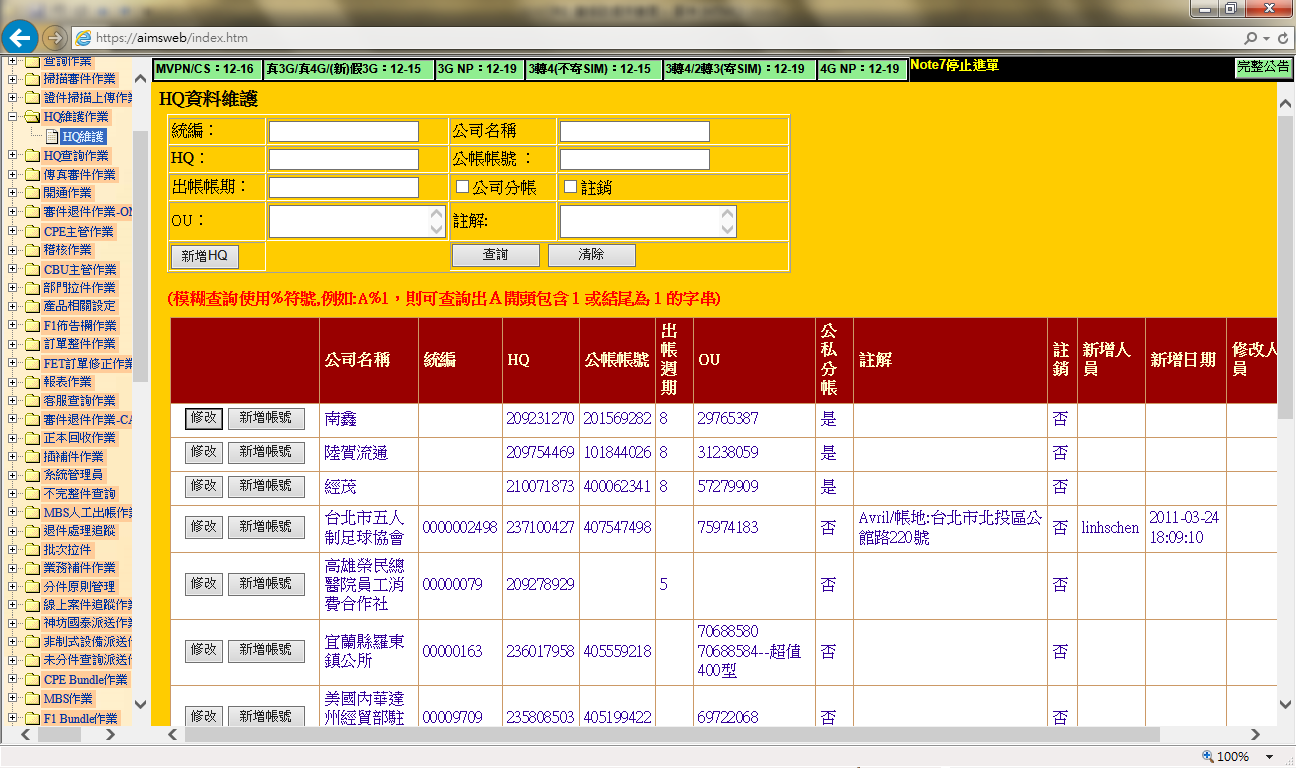 https://aimsweb/index.htm
MVPN/CS：12-16
真3G/真4G/(新)假3G：12-15
3G NP：12-19
3轉4(不寄SIM)：12-15
3轉4/2轉3(寄SIM)：12-19
4G NP：12-19
Note7停止進單
完整公告
查詢作業
掃描審件作業
證件掃描上傳作業
HQ維護作業
HQ維護
HQ查詢作業
傳真審件作業
開通作業
審件退件作業-
CPE主管作業
稽核作業
CBU主管作業
部門拉件作業
產品相關設定
F1佈告欄作業
訂單整件作業
FET訂單修正作業
報表作業
客服查詢作業
審件退件作業-
正本回收作業
插補件作業
系統管理員
不完整件查詢
MBS人工出帳作業
退件處理追蹤
批次拉件
業務補件作業
分件原則管理
線上案件追蹤作業
神坊國泰派送作業
非制式設備派送
未分件查詢派送
CPE Bundle作業
MBS作業
F1 Bundle作業
HQ資料維護
統編： 公司名稱
HQ： 公帳帳號 ：
出帳帳期： 公司分帳 註銷
OU： 註解:
新增HQ 查詢 清除
(模糊查詢使用%符號,例如:A%1，則可查詢出Ａ開頭包含１或結尾為１的字串)
公司名稱 統編 HQ 公帳帳號 出帳週期 OU 公私分帳 註解 註銷 新增人員 新增日期 修改人員
修改 新增帳號 南鑫 209231270 201569282 8 29765387 是 否
修改 新增帳號 陸賀流通 209754469 101844026 8 31238059 是 否
修改 新增帳號 經茂 210071873 400062341 8 57279909 是 否
修改 新增帳號 台北市五人制足球協會 0000002498 237100427 407547498 75974183 否 Avril/帳地:台北市北投區公館路220號 否 linhschen 2011-03-24 18:09:10
修改 新增帳號 高雄榮民總醫院員工消費合作社 00000079 209278929 5 否 否
修改 新增帳號 宜蘭縣羅東鎮公所 00000163 236017958 405559218 70688580 70688584--超值400型 否 否
修改 新增帳號 美國內華達州經貿部駐 00009709 235808503 405199422 69722068 否 否
100%